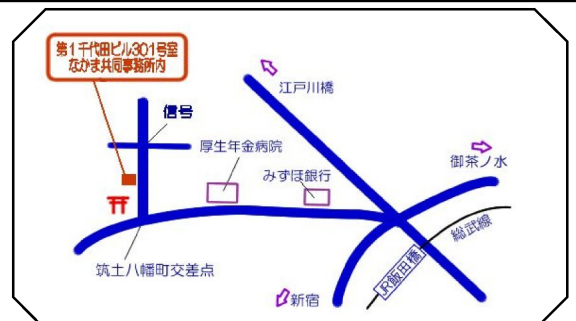 第1千代田ビル301号室
なかま共同事務所内
江戸川橋
信号
厚生年金病院
御茶ノ水
みずほ銀行
総武線
筑土八幡町交差点
JR飯田橋
新宿